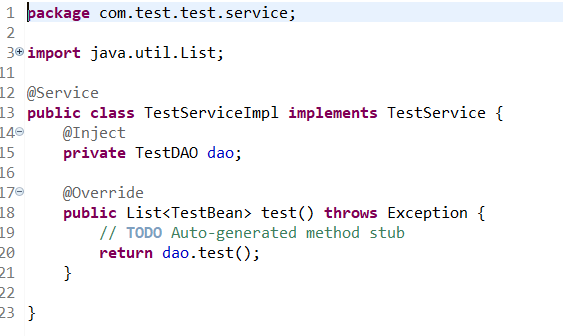 1 package com.test.test.service;
2
3 import java.util.List;
11
12 @Service
13 public class TestServiceImpl implements TestService {
14 @Inject
15 private TestDAO dao;
16
17 @Override
18 public List<TestBean> test() throws Exception {
19 // TODO Auto-generated method stub
20 return dao.test();
21 }
22
23 }